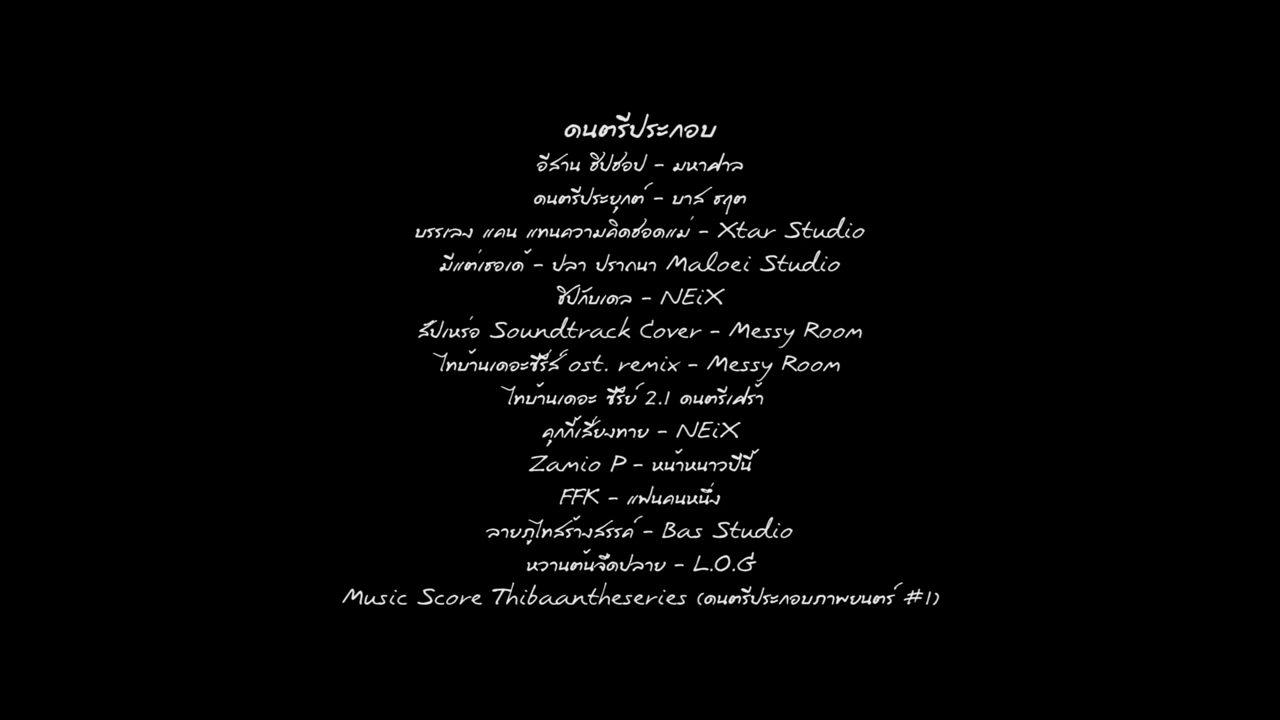 ดนตรีประกอบ
อีสาน ฮิปฮอป - มหาศาล
ดนตรีประยุกต์ - บาส ชฤต
บรรเลง แคน แทนความคิดฮอดแม่ - Xtar Studio
มีแต่เธอเด้ - ปลา ปรารถนา Maloei Studio
ฮิปกับเดล - NEiX
สัปเหร่อ Soundtrack Cover - Messy Room
ไทบ้านเดอะซีรี่ส์ ost. remix - Messy Room
ไทบ้านเดอะ ซีรีย์ 2.1 ดนตรีเศร้า
คุกกี้เสี่ยงทาย - NEiX
Zamio P - หน้าหนาวปีนี้
FFK - แฟนคนหนึ่ง
ลายภูไทสร้างสรรค์ - Bas Studio
หวานต้นจืดปลาย - L.O.G
Music Score Thibaantheseries (ดนตรีประกอบภาพยนตร์ #1)